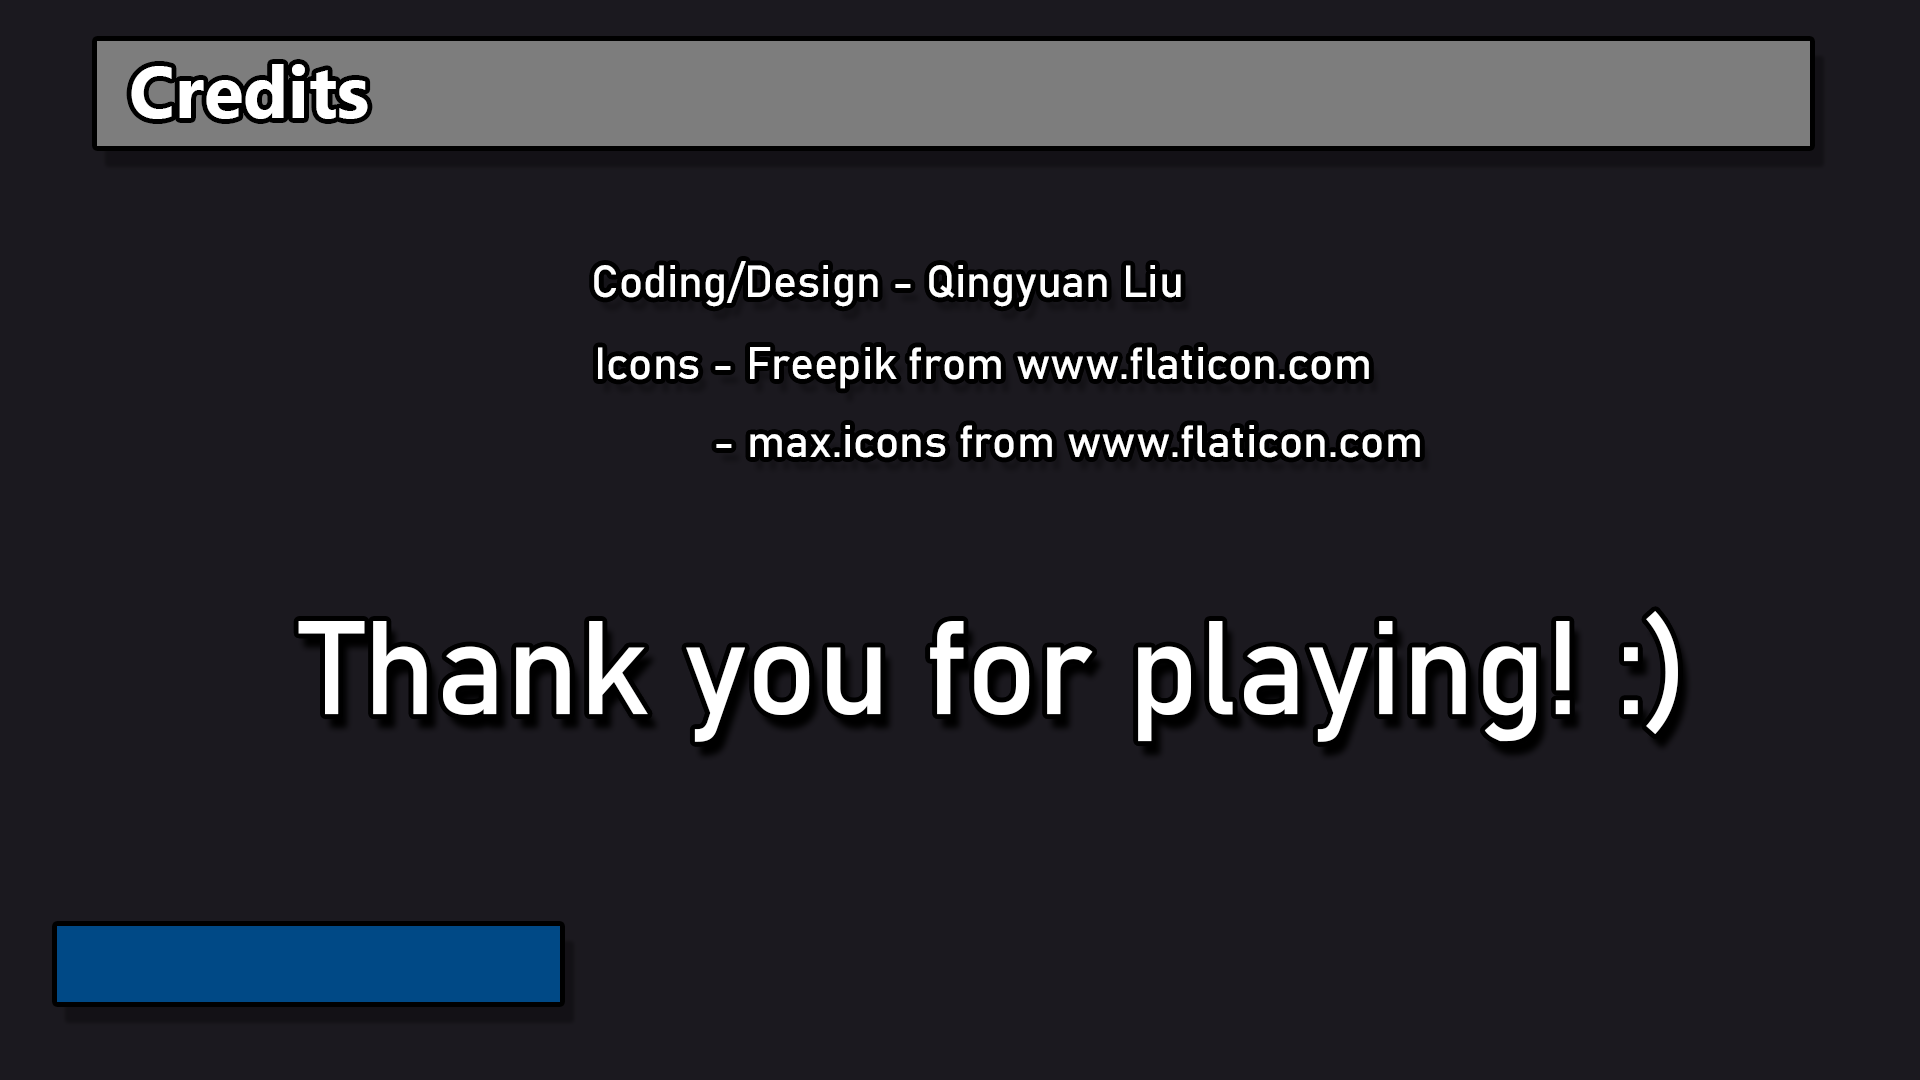 Credits
Coding/Design - Qingyuan Liu
Icons - Freepik from www.flaticon.com
- max.icons from www.flaticon.com
Thank you for playing! :)